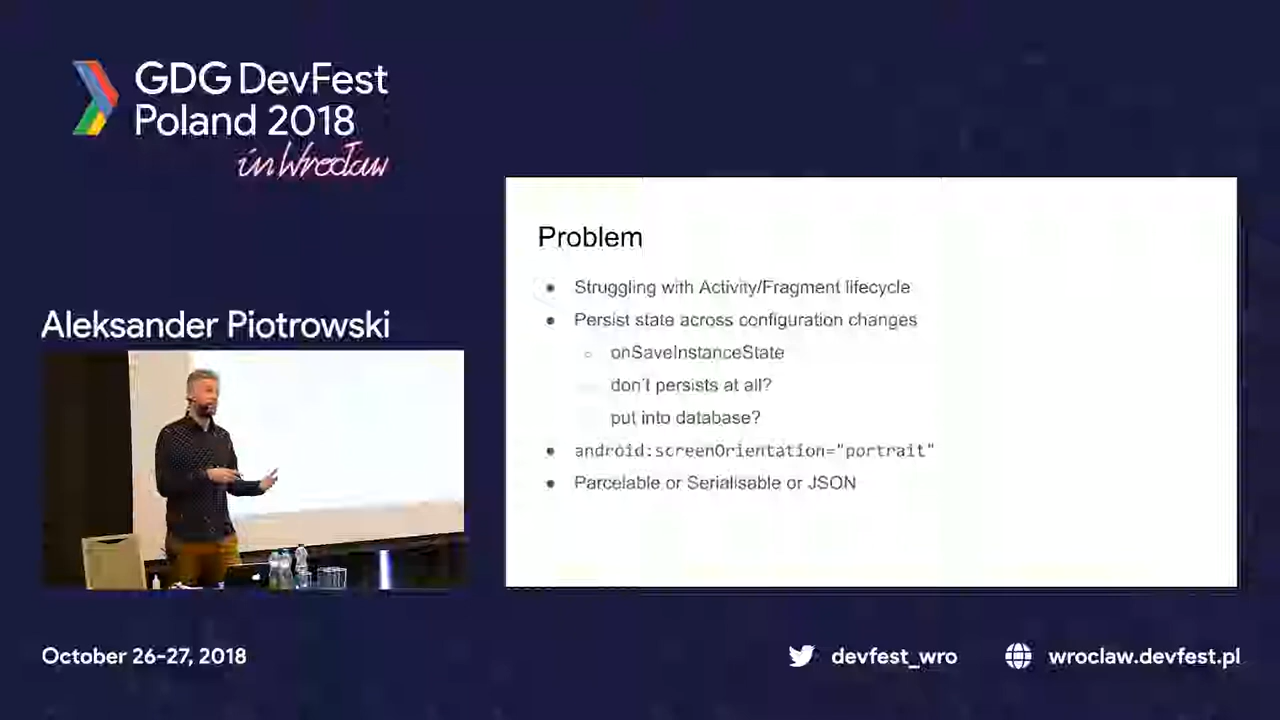 GDG DevFest
Poland 2018
in Wrocław
Aleksander Piotrowski
Problem
Struggling with Activity/Fragment lifecycle
Persist state across configuration changes
onSaveInstanceState
don't persists at all?
put into database?
android:screenOrientation="portrait"
Parcelable or Serialisable or JSON
October 26-27, 2018
devfest_wro
wroclaw.devfest.pl